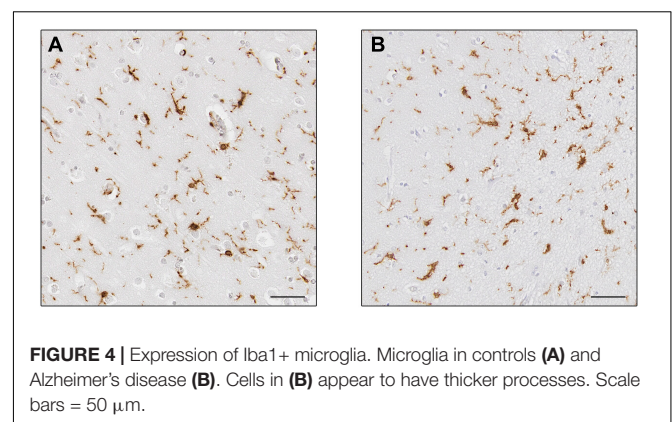 A
B
FIGURE 4 | Expression of Iba1+ microglia. Microglia in controls (A) and
Alzheimer's disease (B). Cells in (B) appear to have thicker processes. Scale
bars = 50 μm.